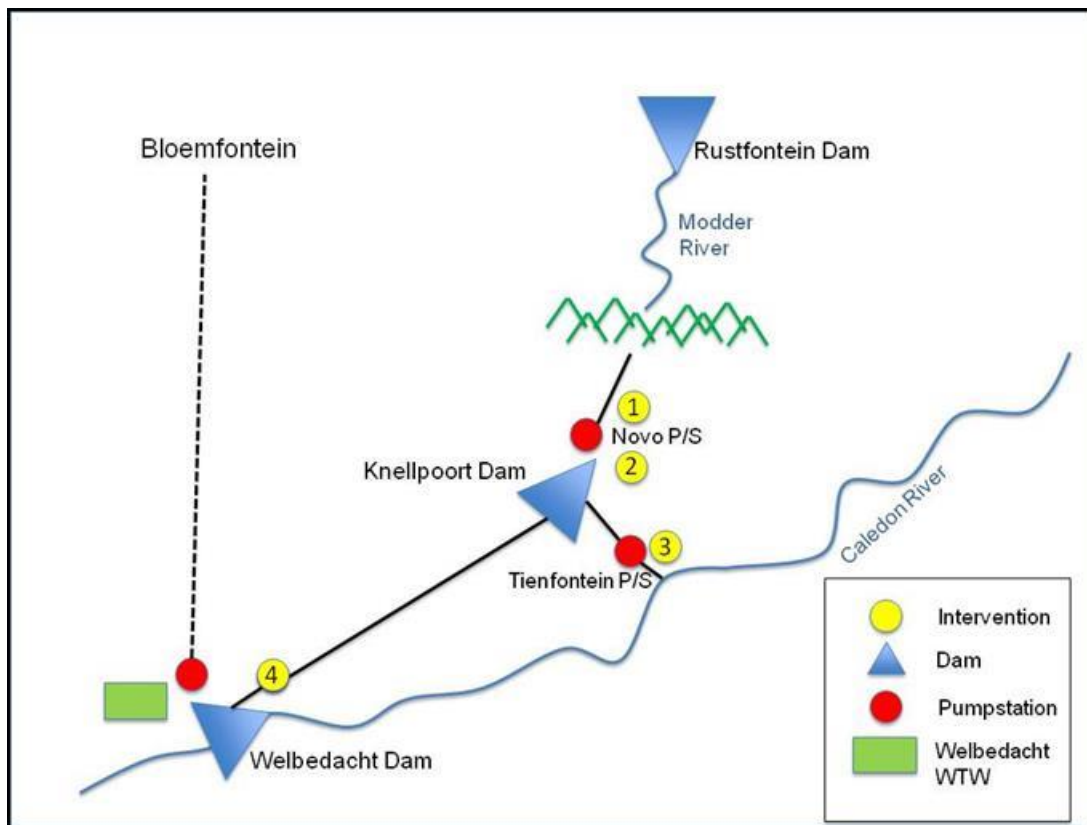 Bloemfontein
Rustfontein Dam
Modder
River
1
Novo P/S
2
Knellpoort Dam
3
Tienfontein P/S
Caledon River
4
Welbedacht Dam
Intervention
Dam
Pumpstation
Welbedacht
WTW